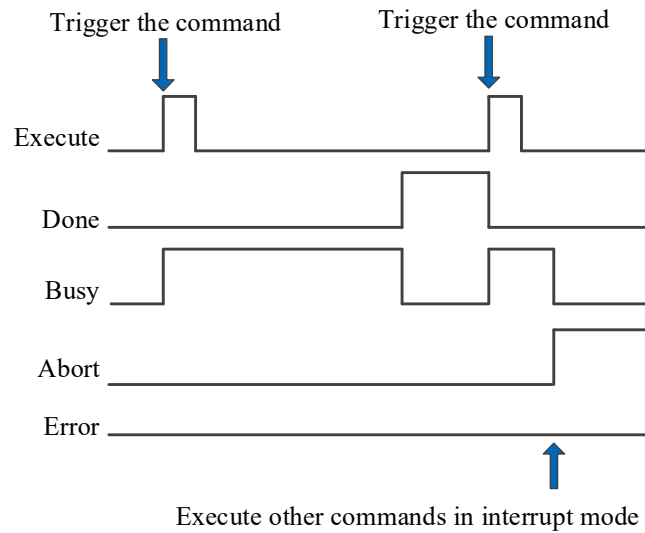 Trigger the command
Trigger the command
Execute
Done
Busy
Abort
Error
Execute other commands in interrupt mode